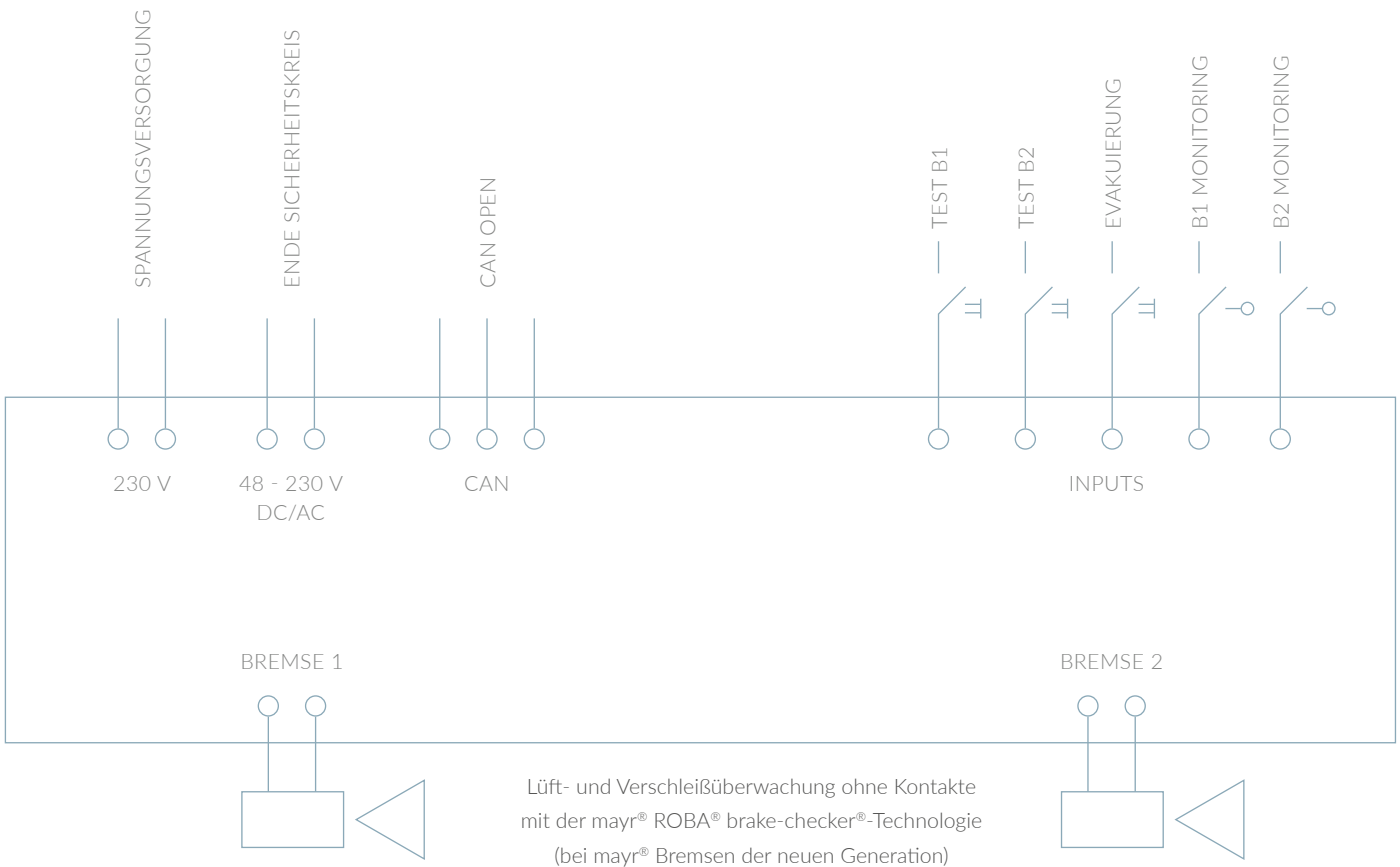 SPANNUNGSVERSORGUNG
ENDE SICHERHEITSKREIS
CAN OPEN
TEST B1
TEST B2
EVAKUIERUNG
B1 MONITORING
B2 MONITORING
230 V
48 - 230 V
DC/AC
CAN
INPUTS
BREMSE 1
BREMSE 2
Lüft- und Verschleißüberwachung ohne Kontakte
mit der mayr® ROBA® brake-checker®-Technologie
(bei mayr® Bremsen der neuen Generation)